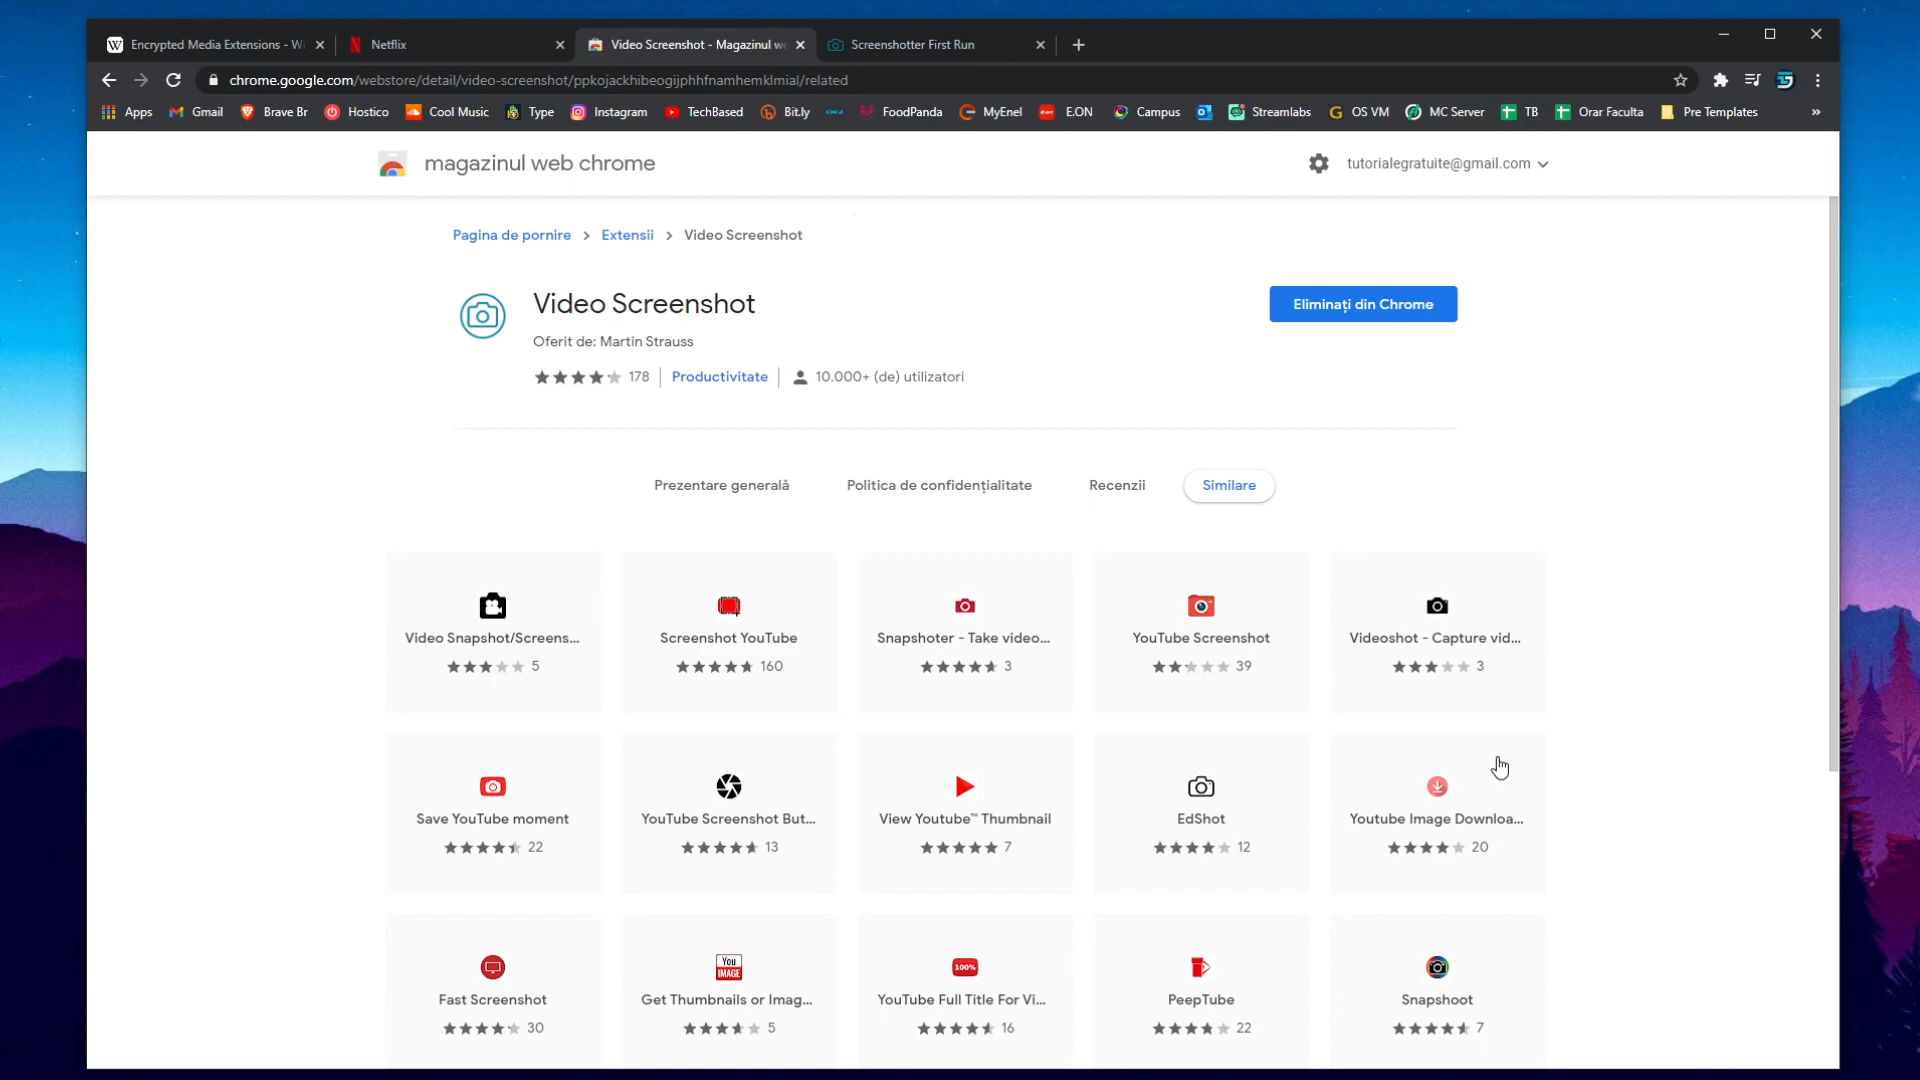 Encrypted Media Extensions - Wi
Netflix
Video Screenshot - Magazinul we
Screenshotter First Run
chrome.google.com/webstore/detail/video-screenshot/ppkojackhibeogijphhfnamhemklmial/related
Apps
Gmail
Brave Br
Hostico
Cool Music
Type
Instagram
TechBased
Bit.ly
FoodPanda
MyEnel
E.ON
Campus
Streamlabs
OS VM
MC Server
TB
Orar Faculta
Pre Templates
»
magazinul web chrome
tutorialegratuite@gmail.com
Pagina de pornire
Extensii
Video Screenshot
Video Screenshot
Eliminați din Chrome
Oferit de: Martin Strauss
178
Productivitate
10.000+ (de) utilizatori
Prezentare generală
Politica de confidențialitate
Recenzii
Similare
Video Snapshot/Screens...
5
Screenshot YouTube
160
Snapshoter - Take video...
3
YouTube Screenshot
39
Videoshot - Capture vid...
3
Save YouTube moment
22
YouTube Screenshot But...
13
View Youtube™ Thumbnail
7
EdShot
12
Youtube Image Downloa...
20
Fast Screenshot
30
You
IMAGE
Get Thumbnails or Imag...
5
100%
YouTube Full Title For Vi...
16
PeepTube
22
Snapshoot
7